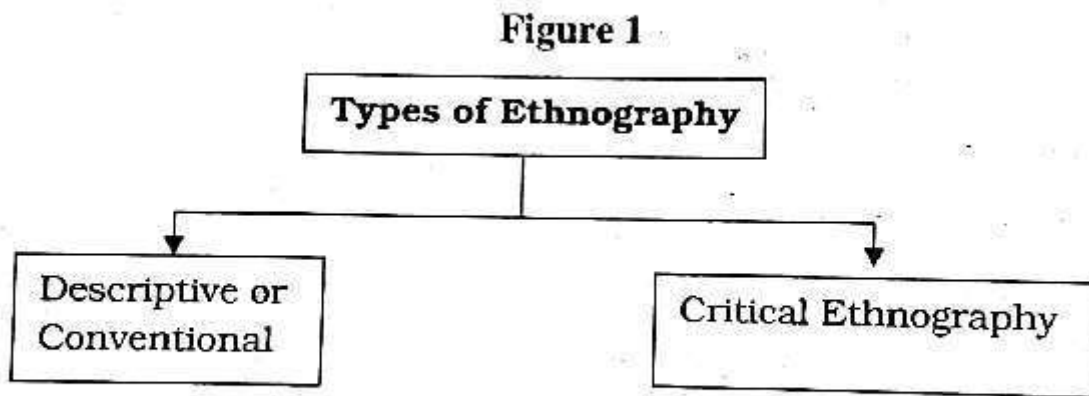 Figure 1
Types of Ethnography
Descriptive or
Conventional
Critical Ethnography